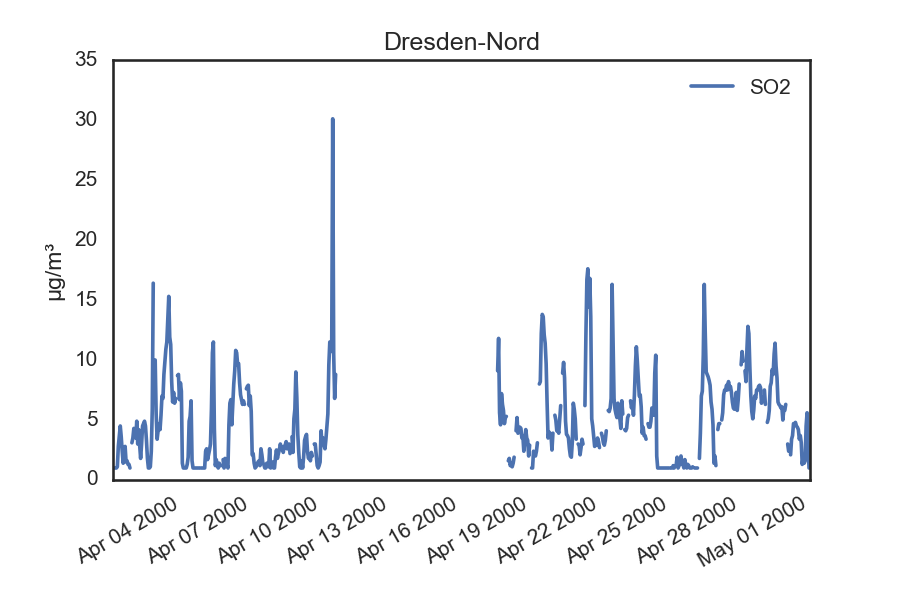 Dresden-Nord
35
30
25
20
15
10
5
0
µg/m³
SO2
Apr 04 2000
Apr 07 2000
Apr 10 2000
Apr 13 2000
Apr 16 2000
Apr 19 2000
Apr 22 2000
Apr 25 2000
Apr 28 2000
May 01 2000